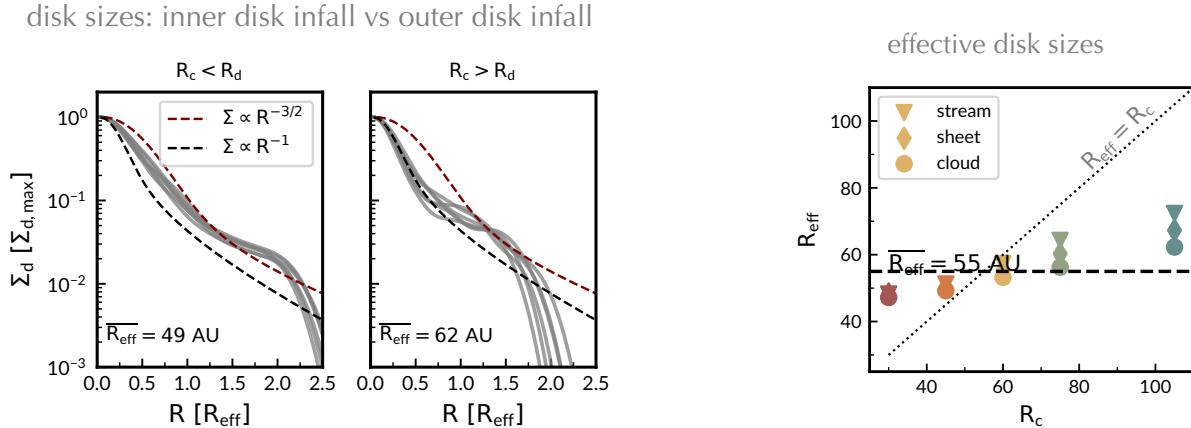 disk sizes: inner disk infall vs outer disk infall
R_c < R_d
R_c > R_d
Σ ∝ R^{-3/2}
Σ ∝ R^{-1}
Σ_d [Σ_{d,max}]
10^0
10^{-1}
10^{-2}
10^{-3}
\overline{R_eff} = 49 AU
\overline{R_eff} = 62 AU
0.0 0.5 1.0 1.5 2.0 2.5
0.0 0.5 1.0 1.5 2.0 2.5
R [R_eff]
R [R_eff]
effective disk sizes
stream
sheet
cloud
R_eff = R_c
\overline{R_eff} = 55 AU
R_eff
100
80
60
40
40 60 80 100
R_c